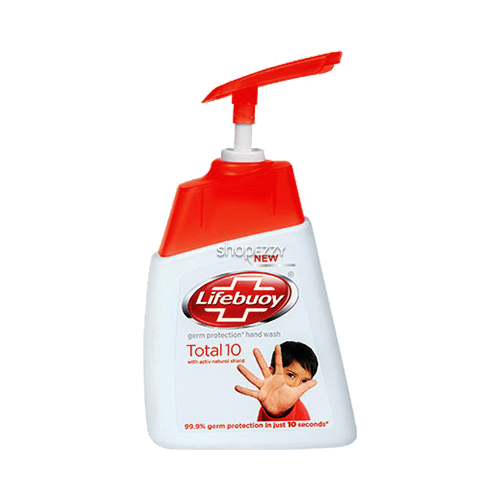 shopEZZY
NEW
Lifebuoy®
germ protection* hand wash
Total 10
with activ natural shield
99.9% germ protection in just 10 seconds*